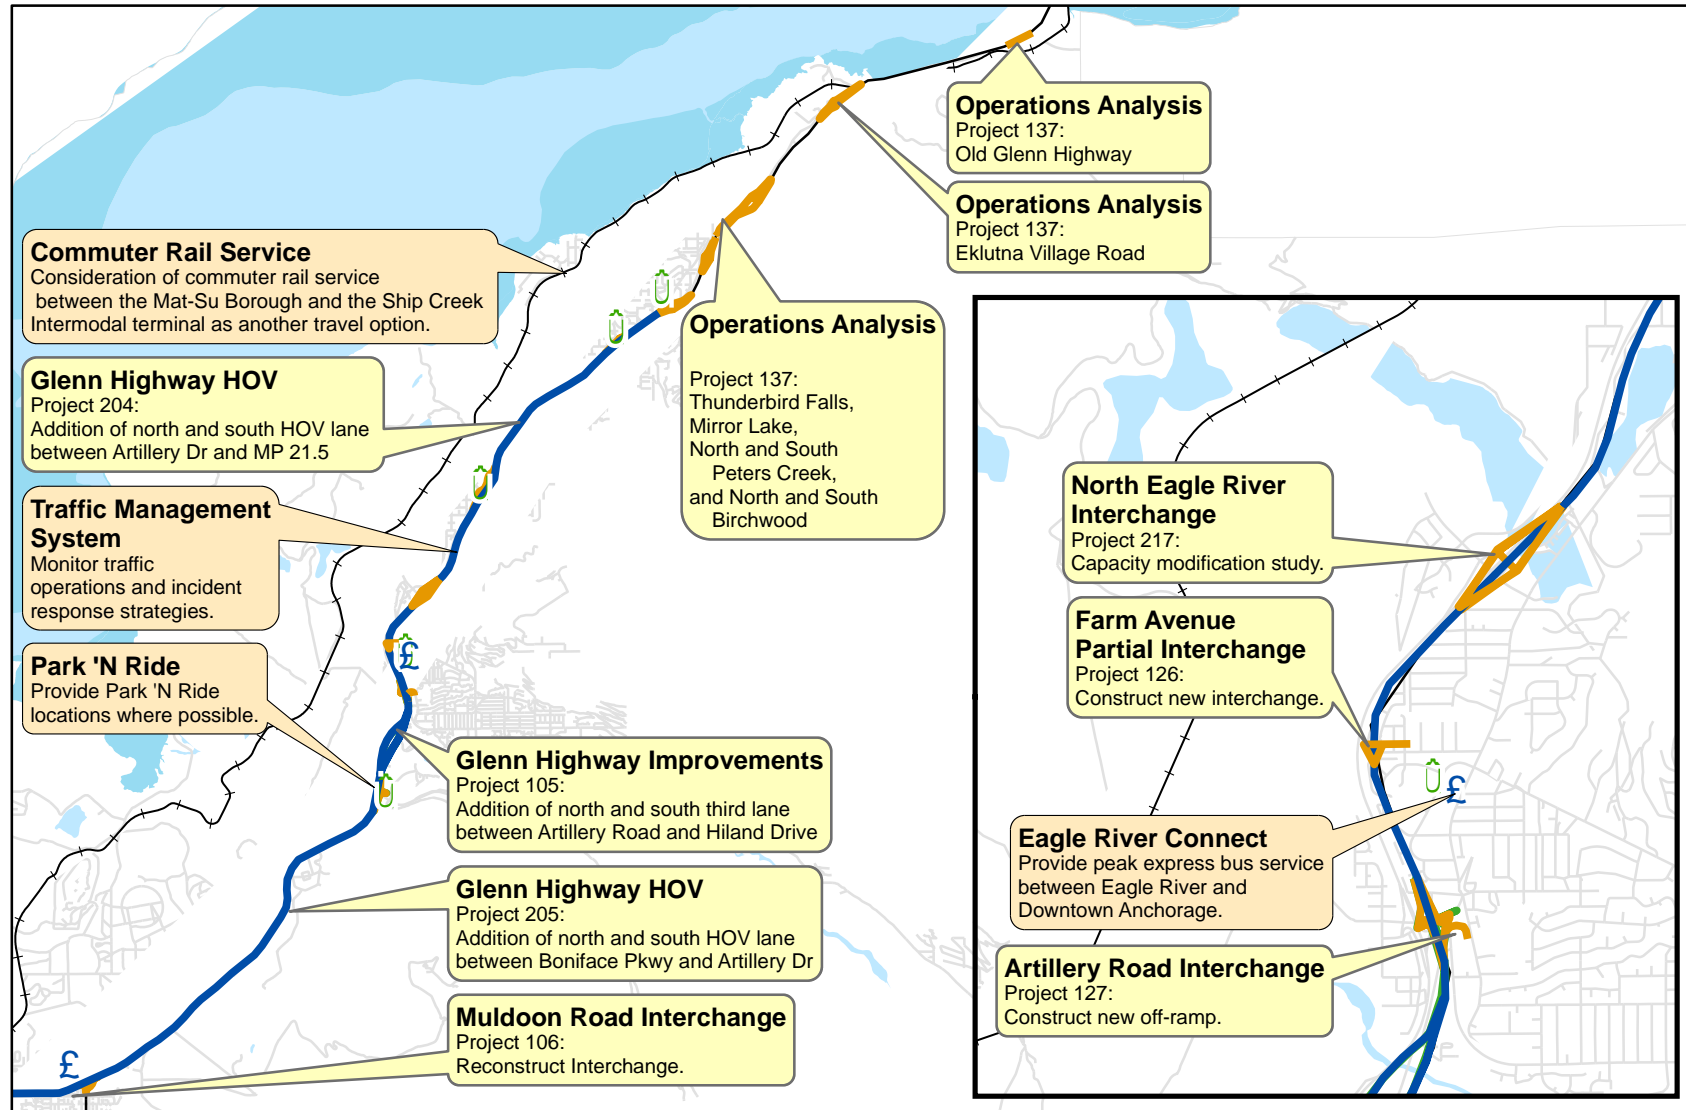 Operations Analysis
Project 137:
Old Glenn Highway
Operations Analysis
Project 137:
Eklutna Village Road
Commuter Rail Service
Consideration of commuter rail service
between the Mat-Su Borough and the Ship Creek
Intermodal terminal as another travel option.
Operations Analysis
Project 137:
Thunderbird Falls,
Mirror Lake,
North and South
Peters Creek,
and North and South
Birchwood
Glenn Highway HOV
Project 204:
Addition of north and south HOV lane
between Artillery Dr and MP 21.5
Traffic Management
System
Monitor traffic
operations and incident
response strategies.
Park 'N Ride
Provide Park 'N Ride
locations where possible.
£
Glenn Highway Improvements
Project 105:
Addition of north and south third lane
between Artillery Road and Hiland Drive
Glenn Highway HOV
Project 205:
Addition of north and south HOV lane
between Boniface Pkwy and Artillery Dr
Muldoon Road Interchange
Project 106:
Reconstruct Interchange.
£
North Eagle River
Interchange
Project 217:
Capacity modification study.
Farm Avenue
Partial Interchange
Project 126:
Construct new interchange.
£
Eagle River Connect
Provide peak express bus service
between Eagle River and
Downtown Anchorage.
Artillery Road Interchange
Project 127:
Construct new off-ramp.